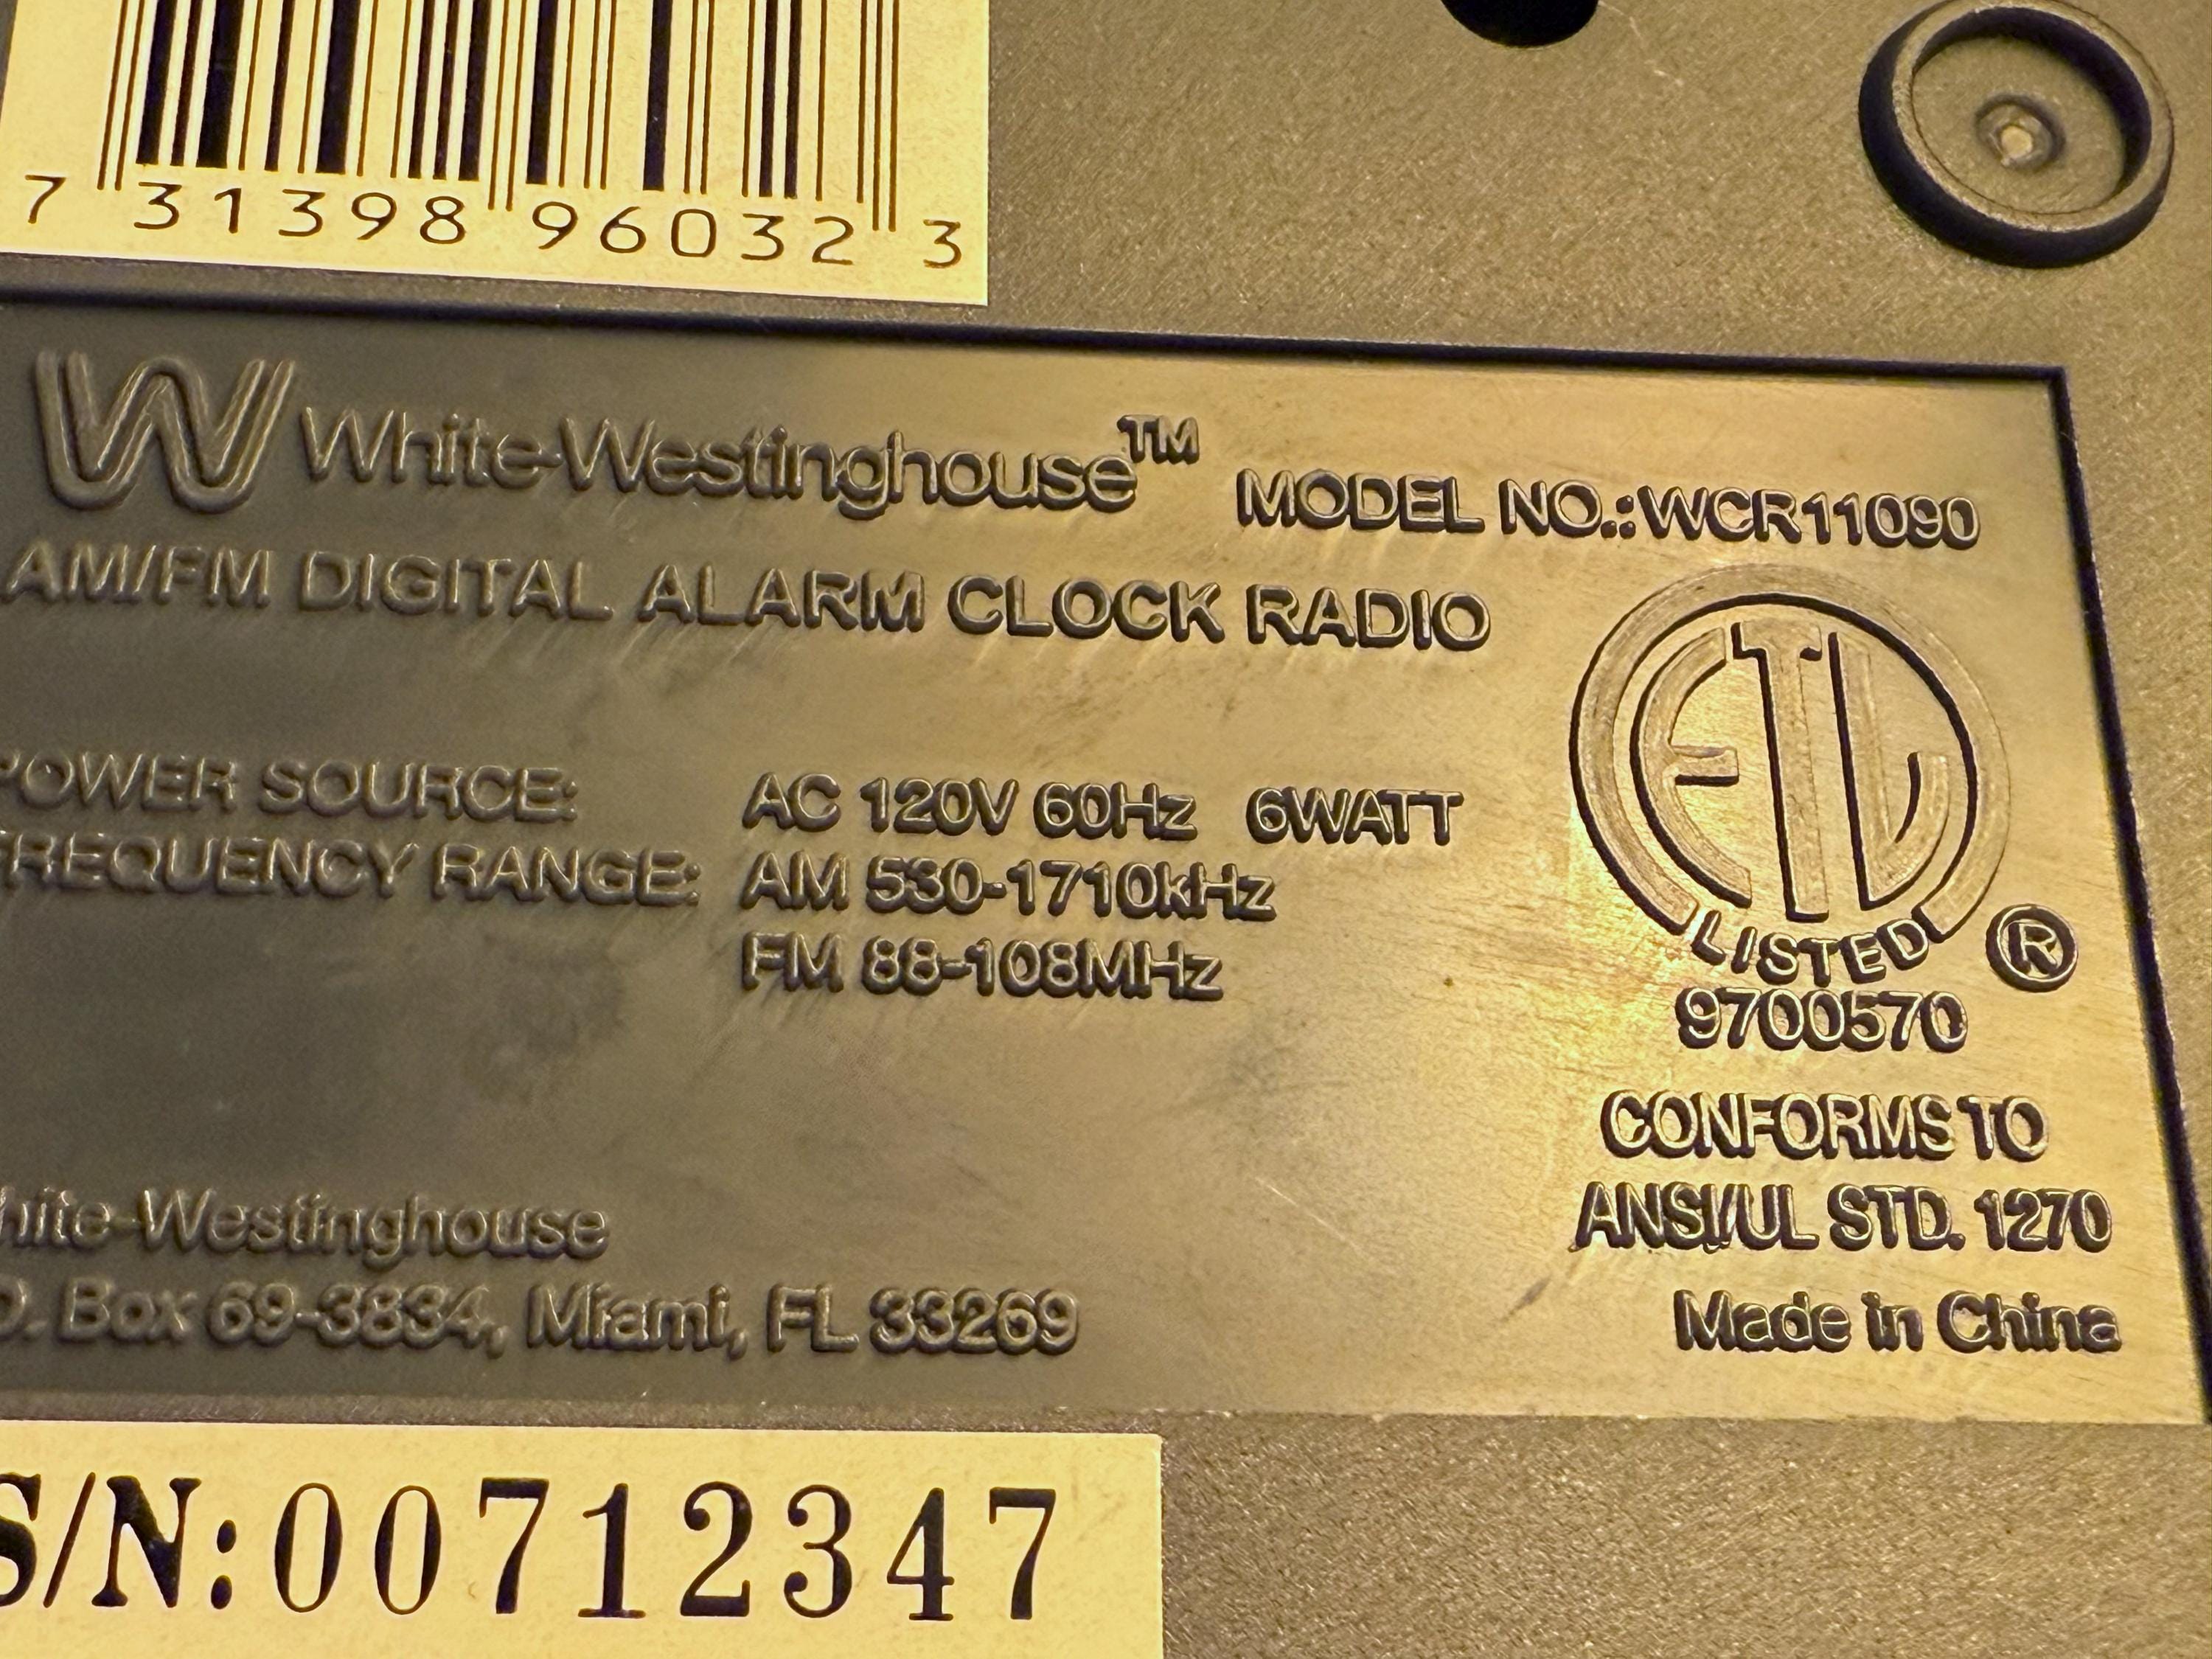 7 31398 96032 3
W White-Westinghouse™ MODEL NO.:WCR11090
AM/FM DIGITAL ALARM CLOCK RADIO
POWER SOURCE: AC 120V 60Hz 6WATT
FREQUENCY RANGE: AM 530-1710kHz
FM 88-108MHz
ETL
LISTED ®
9700570
CONFORMS TO
ANSI/UL STD. 1270
Made in China
hite-Westinghouse
O. Box 69-3834, Miami, FL 33269
S/N:00712347